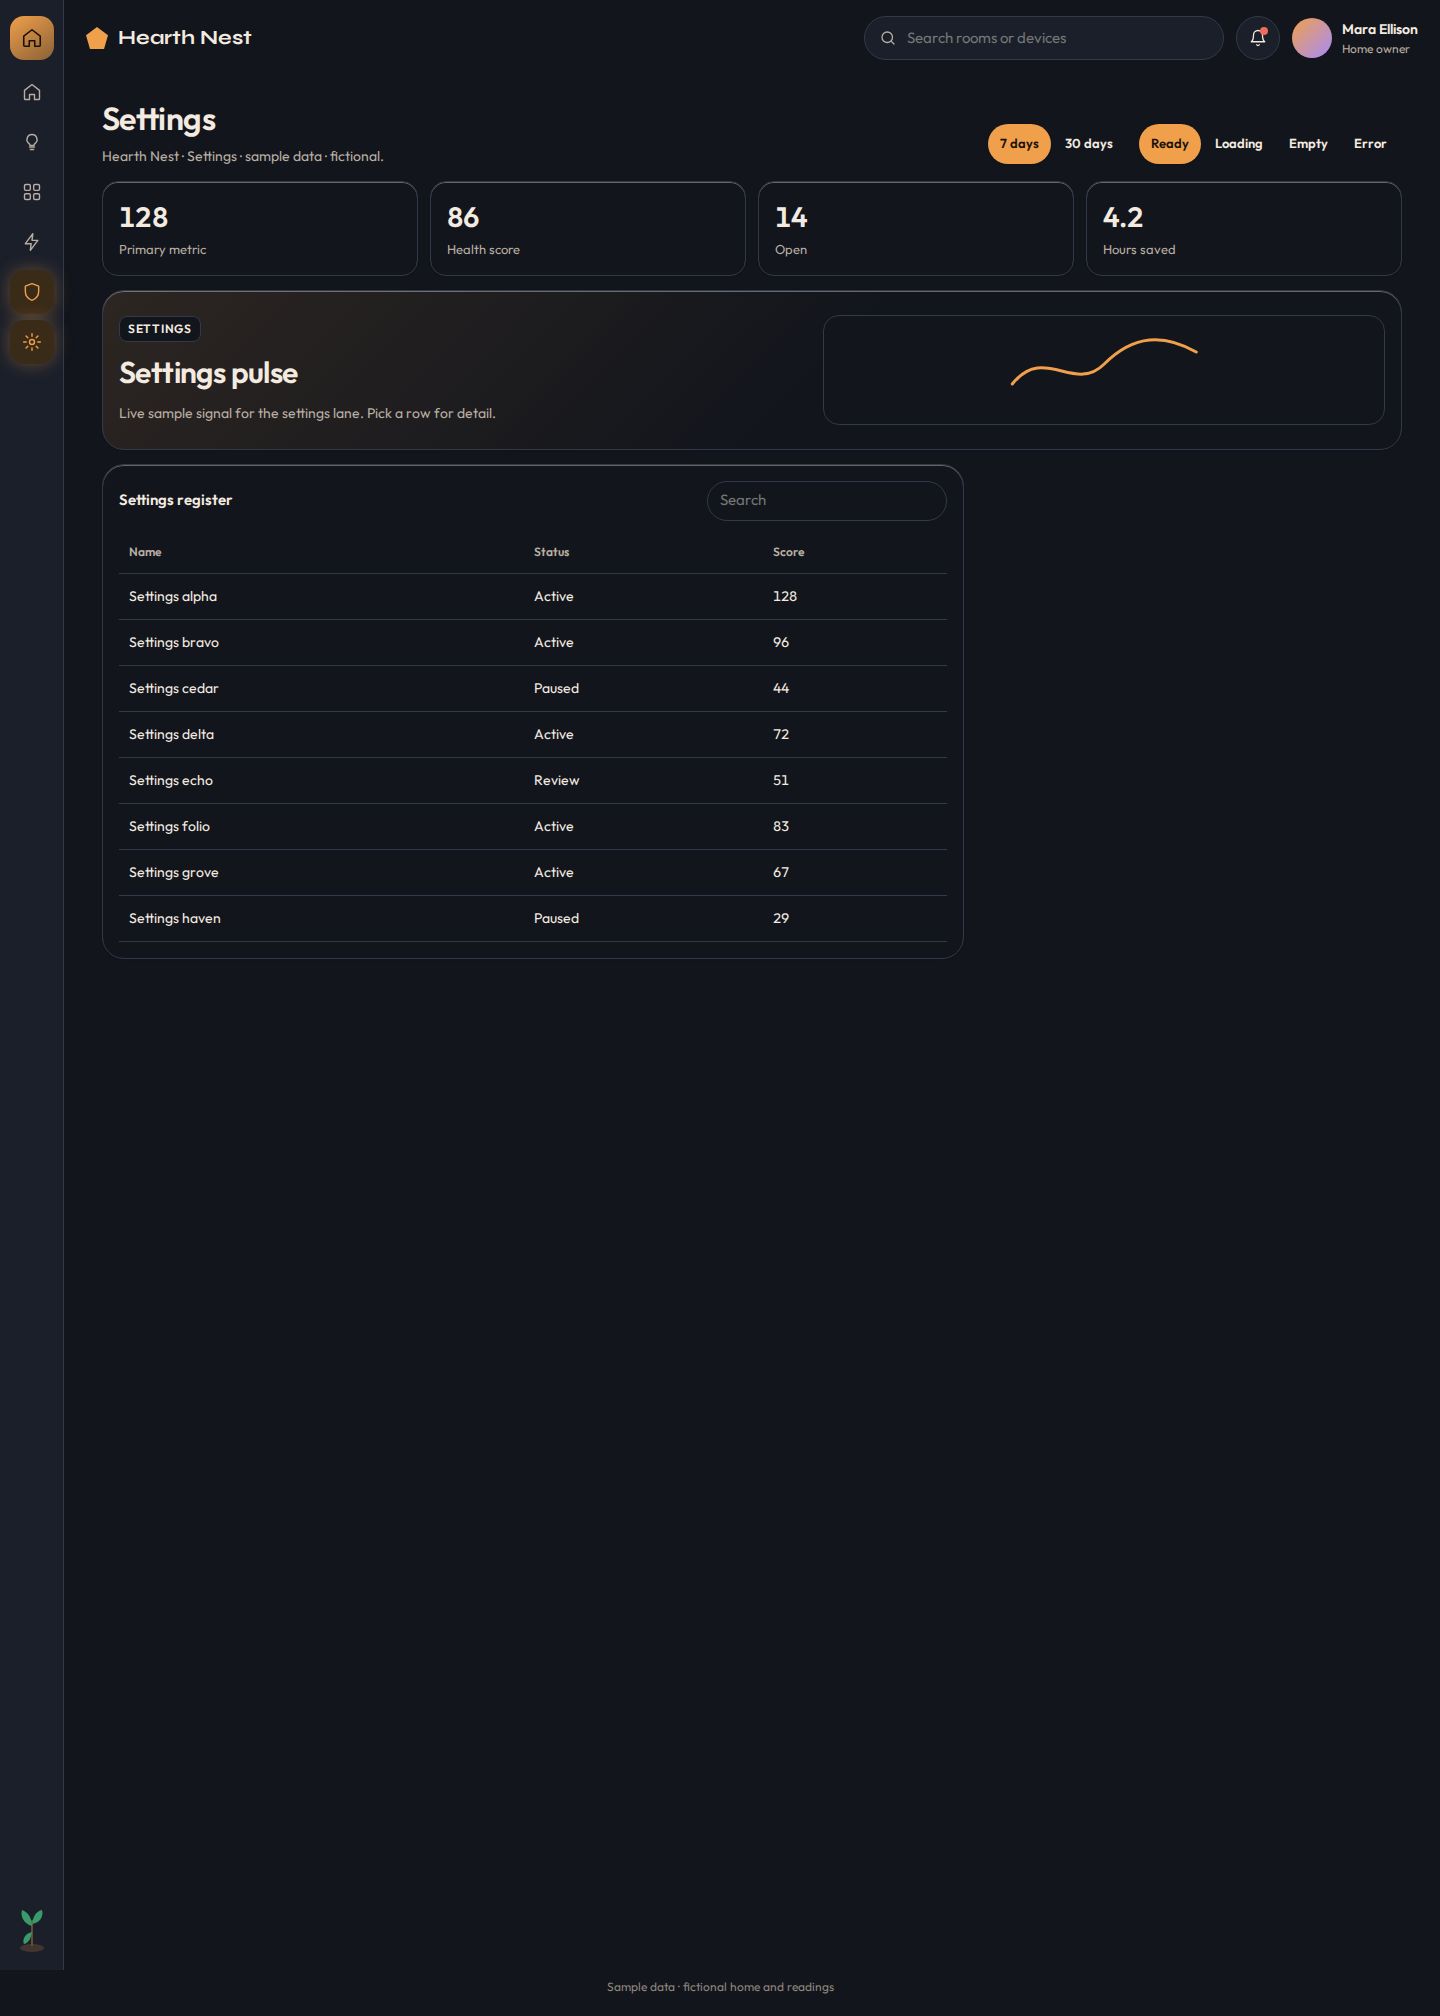 Hearth Nest
Search rooms or devices
Mara Ellison
Home owner
Settings
Hearth Nest · Settings · sample data · fictional.
7 days 30 days Ready Loading Empty Error
128
Primary metric
86
Health score
14
Open
4.2
Hours saved
SETTINGS
Settings pulse
Live sample signal for the settings lane. Pick a row for detail.
Settings register
Search
Name Status Score
Settings alpha Active 128
Settings bravo Active 96
Settings cedar Paused 44
Settings delta Active 72
Settings echo Review 51
Settings folio Active 83
Settings grove Active 67
Settings haven Paused 29
Sample data · fictional home and readings